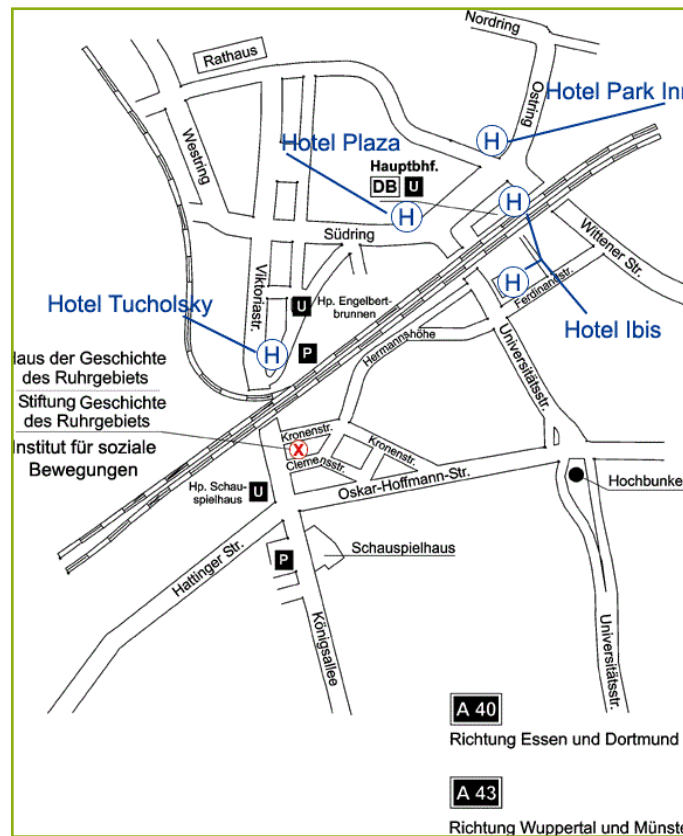 Nordring
Rathaus
Ostring
Hotel Park Inn
Hotel Plaza
H
Westring
Hauptbhf.
DB U
H
H
Südring
Wittener Str.
Viktoriastr.
H
Ferdinandstr.
Hotel Tucholsky
U
Hp. Engelbert-
brunnen
Hotel Ibis
Hermannshöhe
Universitätsstr.
H
P
Haus der Geschichte
des Ruhrgebiets
Stiftung Geschichte
des Ruhrgebiets
Institut für soziale
Bewegungen
Kronenstr.
X
Kronenstr.
Clemensstr.
Hp. Schau-
spielhaus
U
Oskar-Hoffmann-Str.
Hochbunke
Hattinger Str.
P
Schauspielhaus
Königsallee
Universitätsstr.
A 40
Richtung Essen und Dortmund
A 43
Richtung Wuppertal und Münste